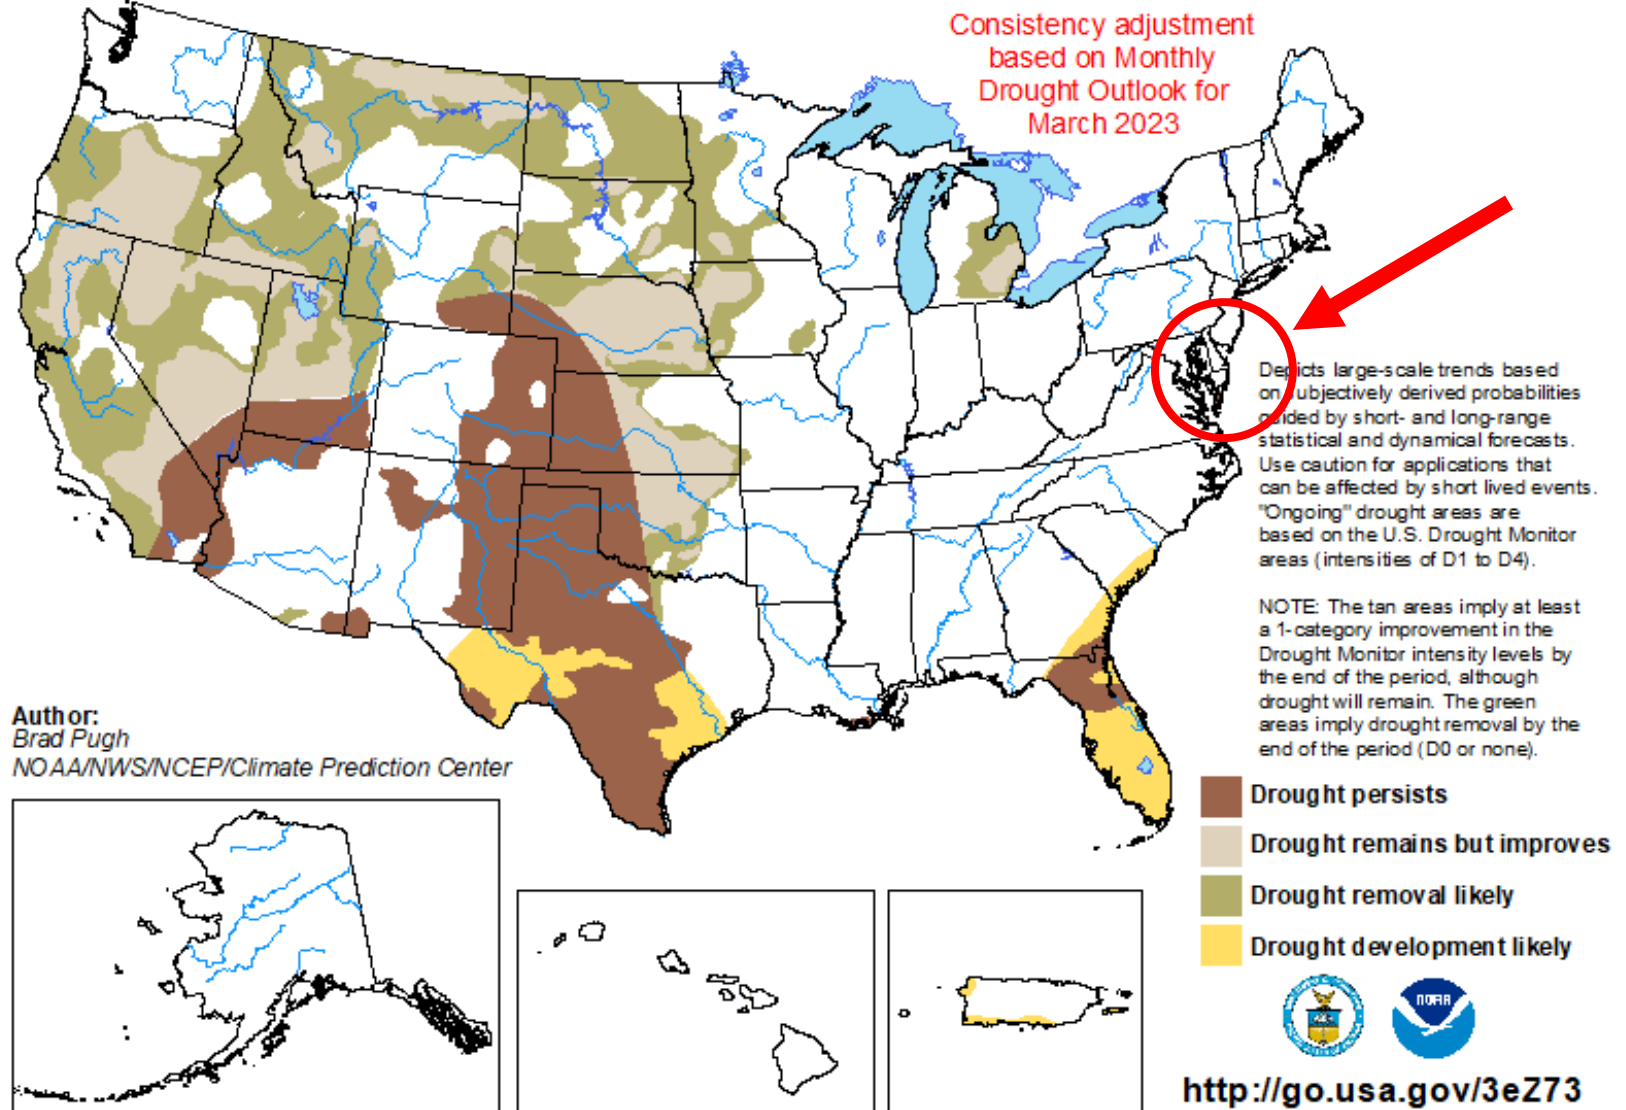 Consistency adjustment
based on Monthly
Drought Outlook for
March 2023
Depicts large-scale trends based
on subjectively derived probabilities
guided by short- and long-range
statistical and dynamical forecasts.
Use caution for applications that
can be affected by short lived events.
"Ongoing" drought areas are
based on the U.S. Drought Monitor
areas (intensities of D1 to D4).
NOTE: The tan areas imply at least
a 1-category improvement in the
Drought Monitor intensity levels by
the end of the period, although
drought will remain. The green
areas imply drought removal by the
end of the period (D0 or none).
Author:
Brad Pugh
NOAA/NWS/NCEP/Climate Prediction Center
Drought persists
Drought remains but improves
Drought removal likely
Drought development likely
NOAA
http://go.usa.gov/3eZ73